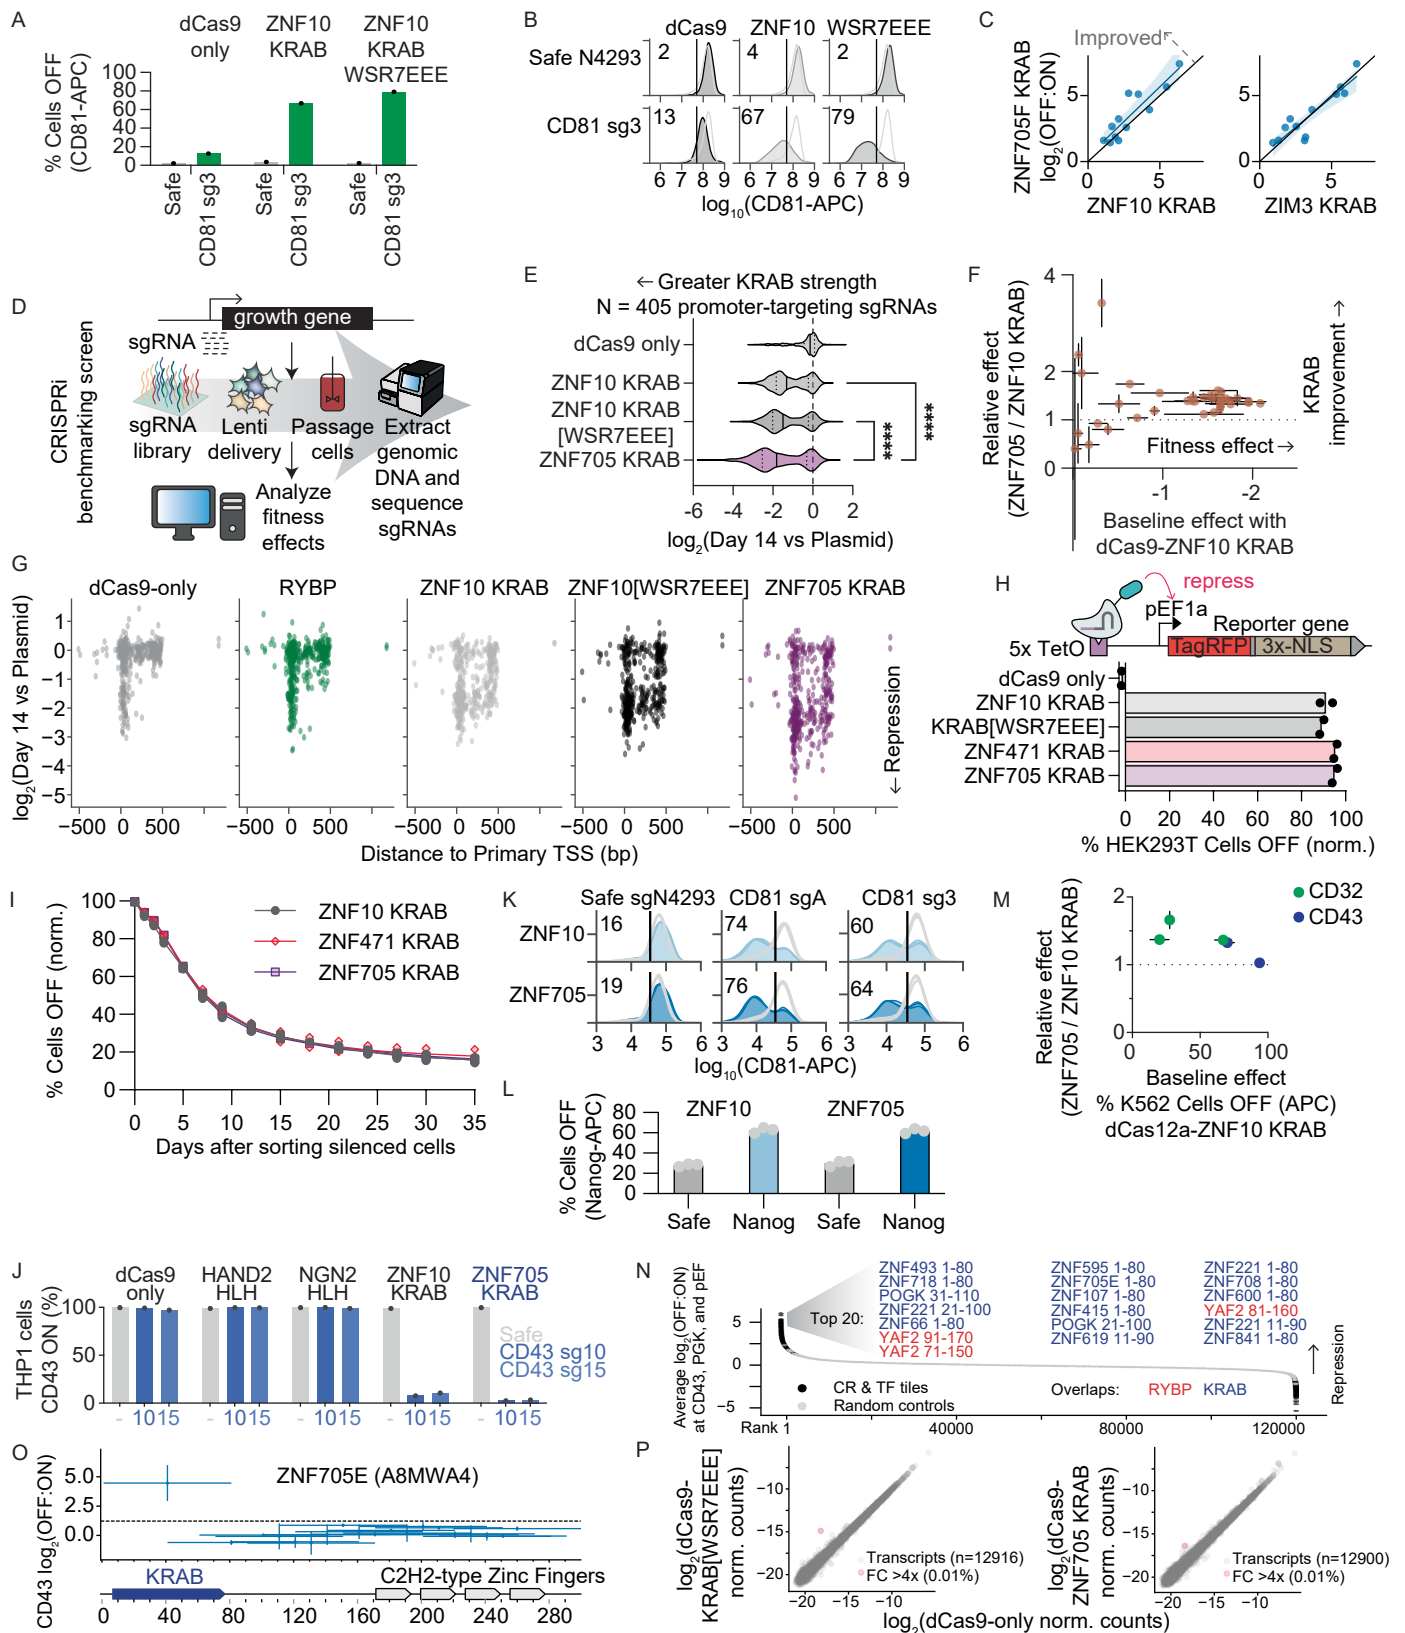 A
dCas9 only
ZNF10 KRAB
ZNF10 KRAB WSR7EEE
% Cells OFF (CD81-APC)
100
80
60
40
20
0
Safe
CD81 sg3
Safe
CD81 sg3
Safe
CD81 sg3
B
dCas9
ZNF10
WSR7EEE
Safe N4293
2
4
2
CD81 sg3
13
67
79
6 7 8 9
6 7 8 9
6 7 8 9
log10(CD81-APC)
C
Improved
ZNF705F KRAB log2(OFF:ON)
5
0
0
5
ZNF10 KRAB
5
0
0
5
ZIM3 KRAB
D
CRISPRi benchmarking screen
growth gene
sgRNA
sgRNA library
Lenti delivery
Passage cells
Extract genomic DNA and sequence sgRNAs
Analyze fitness effects
E
← Greater KRAB strength
N = 405 promoter-targeting sgRNAs
dCas9 only
ZNF10 KRAB
ZNF10 KRAB [WSR7EEE]
ZNF705 KRAB
****
****
-6 -4 -2 0 2
log2(Day 14 vs Plasmid)
F
Relative effect (ZNF705 / ZNF10 KRAB)
4
2
1
0
Fitness effect →
KRAB improvement →
-1
-2
Baseline effect with dCas9-ZNF10 KRAB
G
dCas9-only
RYBP
ZNF10 KRAB
ZNF10[WSR7EEE]
ZNF705 KRAB
log2(Day 14 vs Plasmid)
1
0
−1
−2
−3
−4
−5
← Repression
−500 0 500
−500 0 500
−500 0 500
−500 0 500
−500 0 500
Distance to Primary TSS (bp)
H
repress
pEF1a
Reporter gene
5x TetO
TagRFP
3x-NLS
dCas9 only
ZNF10 KRAB
KRAB[WSR7EEE]
ZNF471 KRAB
ZNF705 KRAB
0 20 40 60 80 100
% HEK293T Cells OFF (norm.)
I
% Cells OFF (norm.)
100
80
60
40
20
0
ZNF10 KRAB
ZNF471 KRAB
ZNF705 KRAB
0 5 10 15 20 25 30 35
Days after sorting silenced cells
K
Safe sgN4293
CD81 sgA
CD81 sg3
ZNF10
16
74
60
ZNF705
19
76
64
3 4 5 6
3 4 5 6
3 4 5 6
log10(CD81-APC)
L
ZNF10
ZNF705
% Cells OFF (Nanog-APC)
80
60
40
20
0
Safe
Nanog
Safe
Nanog
M
CD32
CD43
Relative effect (ZNF705 / ZNF10 KRAB)
2
1
0
0 50 100
Baseline effect
% K562 Cells OFF (APC)
dCas12a-ZNF10 KRAB
J
dCas9 only
HAND2 HLH
NGN2 HLH
ZNF10 KRAB
ZNF705 KRAB
THP1 cells CD43 ON (%)
100
50
0
Safe
CD43 sg10
CD43 sg15
- 10 15
- 10 15
- 10 15
- 10 15
- 10 15
N
Average log2(OFF:ON) at CD43, PGK, and pEF
5
0
−5
Top 20:
ZNF493 1-80
ZNF718 1-80
POGK 31-110
ZNF221 21-100
ZNF66 1-80
YAF2 91-170
YAF2 71-150
ZNF595 1-80
ZNF705E 1-80
ZNF107 1-80
ZNF415 1-80
POGK 21-100
ZNF619 11-90
ZNF221 1-80
ZNF708 1-80
ZNF600 1-80
YAF2 81-160
ZNF221 11-90
ZNF841 1-80
CR & TF tiles
Random controls
Overlaps: RYBP KRAB
Repression →
Rank 1
40000
80000
120000
O
ZNF705E (A8MWA4)
CD43 log2(OFF:ON)
5.0
2.5
0.0
KRAB
C2H2-type Zinc Fingers
0 40 80 120 160 200 240 280
P
log2(dCas9-KRAB[WSR7EEE] norm. counts)
−10
−15
−20
Transcripts (n=12916)
FC >4x (0.01%)
−20 −15 −10
log2(dCas9-ZNF705 KRAB norm. counts)
−10
−15
−20
Transcripts (n=12900)
FC >4x (0.01%)
−20 −15 −10
log2(dCas9-only norm. counts)